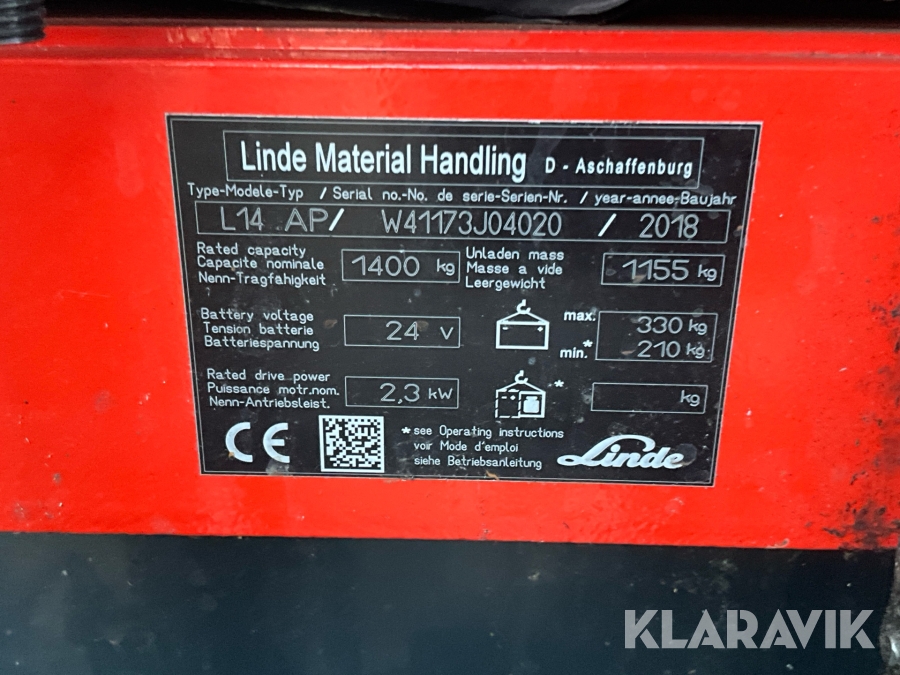 Linde Material Handling D - Aschaffenburg
Type-Modele-Typ / Serial no.-No. de serie-Serien-Nr. / year-annee-Baujahr
L14 AP/ W41173J04020 / 2018
Rated capacity
Capacite nominale
Nenn-Tragfähigkeit
1400 kg
Unladen mass
Masse a vide
Leergewicht
1155 kg
Battery voltage
Tension batterie
Batteriespannung
24 V
max. 330 kg
min.* 210 kg
Rated drive power
Puissance motr.nom.
Nenn-Antriebsleist.
2,3 kW
* kg
CE
*see Operating instructions
voir Mode d'emploi
siehe Betriebsanleitung
Linde
KLARAVIK